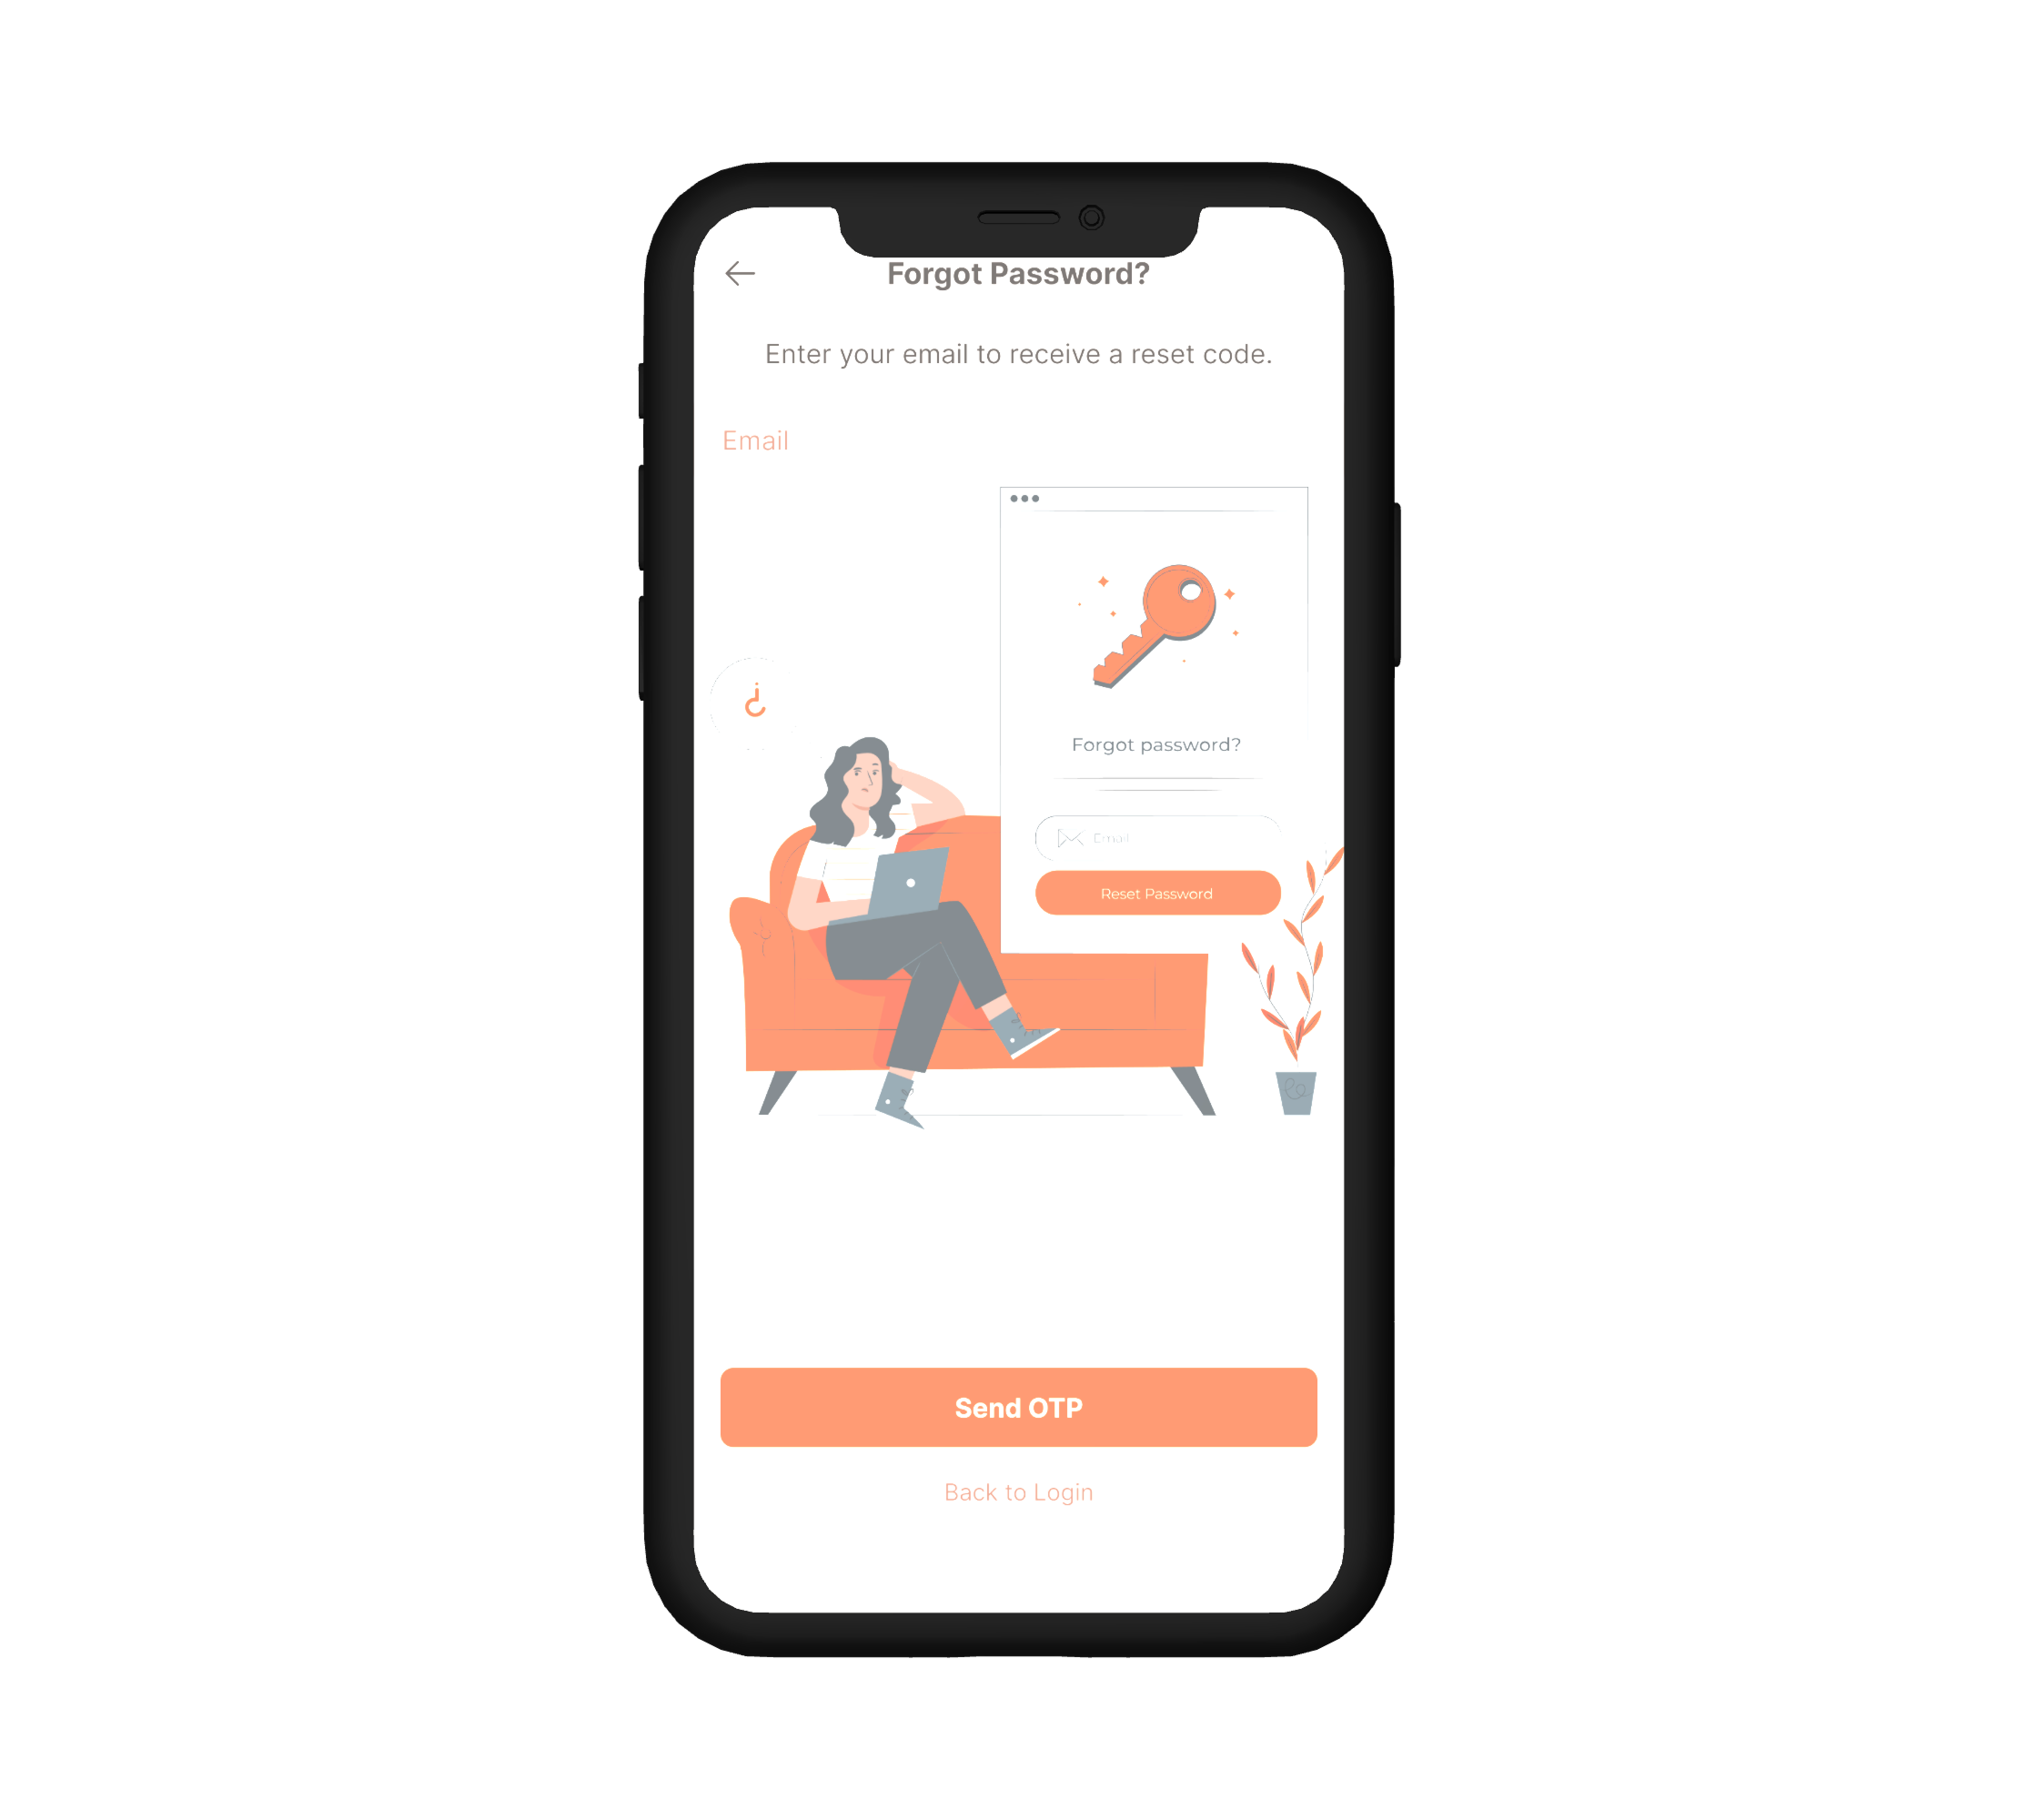 Forgot Password?
Enter your email to receive a reset code.
Email
¿
Forgot password?
Email
Reset Password
Send OTP
Back to Login